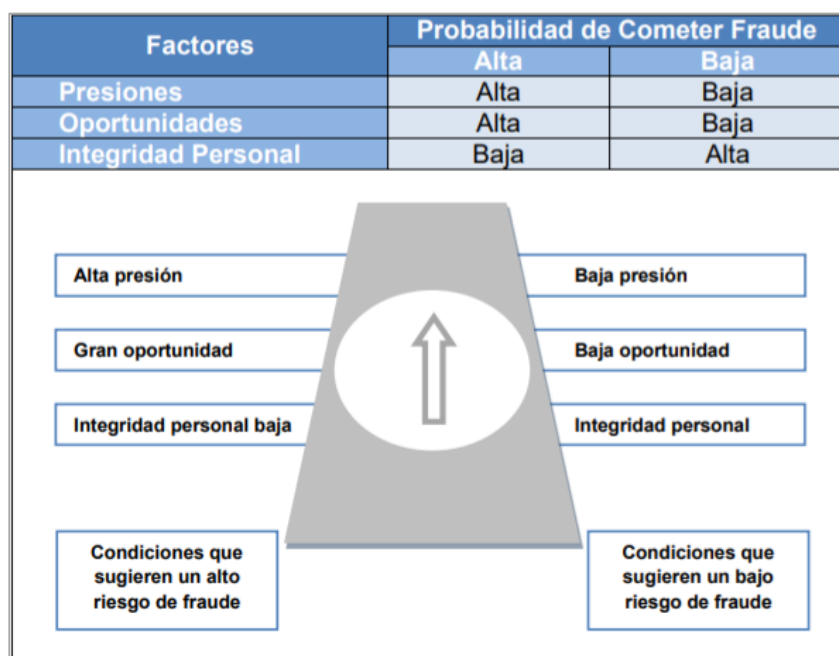 Factores
Probabilidad de Cometer Fraude
Alta Baja
Presiones Alta Baja
Oportunidades Alta Baja
Integridad Personal Baja Alta
Alta presión
Baja presión
Gran oportunidad
Baja oportunidad
Integridad personal baja
Integridad personal
Condiciones que
sugieren un alto
riesgo de fraude
Condiciones que
sugieren un bajo
riesgo de fraude